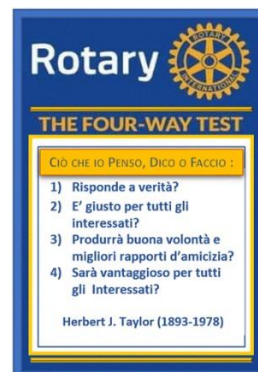 Rotary
ROTARY
INTERNATIONAL
THE FOUR-WAY TEST
CIÒ CHE IO PENSO, DICO O FACCIO :
1) Risponde a verità?
2) E' giusto per tutti gli
interessati?
3) Produrrà buona volontà e
migliori rapporti d'amicizia?
4) Sarà vantaggioso per tutti
gli Interessati?
Herbert J. Taylor (1893-1978)